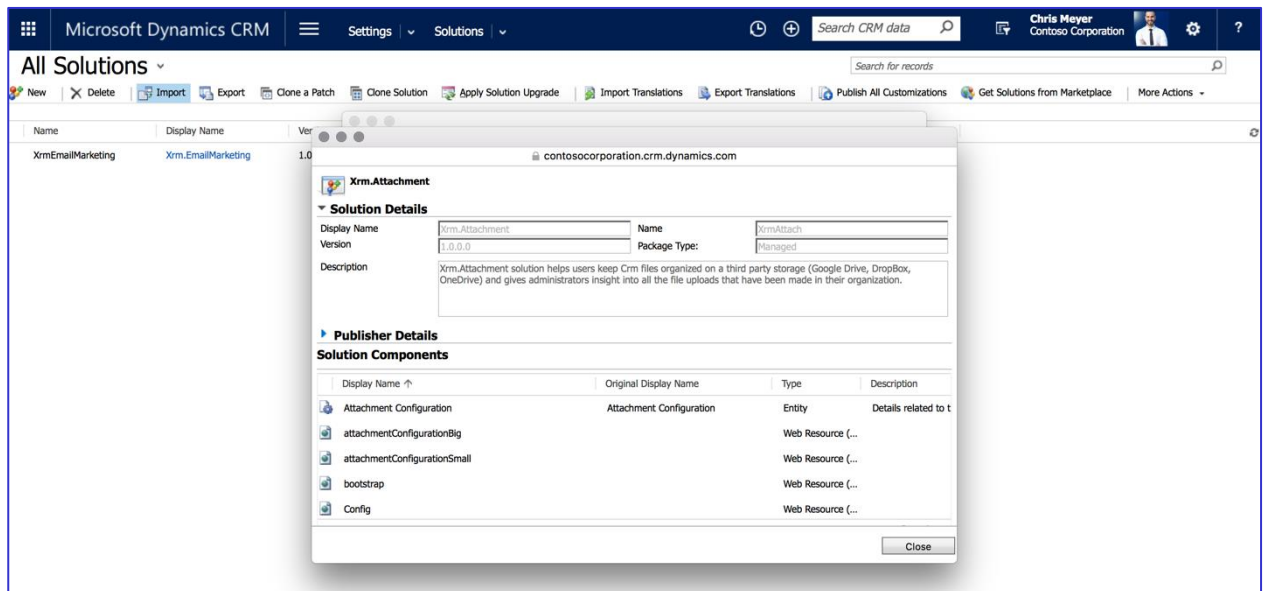 Microsoft Dynamics CRM Settings Solutions Search CRM data Chris Meyer ?
Contoso Corporation
All Solutions Search for records
New Delete Import Export Clone a Patch Clone Solution Apply Solution Upgrade Import Translations Export Translations Publish All Customizations Get Solutions from Marketplace More Actions
Name Display Name Ver
XrmEmailMarketing Xrm.EmailMarketing 1.0
contosocorporation.crm.dynamics.com
Xrm.Attachment
Solution Details
Display Name Xrm.Attachment Name XrmAttach
Version 1.0.0.0 Package Type: Managed
Description Xrm.Attachment solution helps users keep Crm files organized on a third party storage (Google Drive, DropBox,
OneDrive) and gives administrators insight into all the file uploads that have been made in their organization.
Publisher Details
Solution Components
Display Name ↑ Original Display Name Type Description
Attachment Configuration Attachment Configuration Entity Details related to t
attachmentConfigurationBig Web Resource (...
attachmentConfigurationSmall Web Resource (...
bootstrap Web Resource (...
Config Web Resource (...
Close